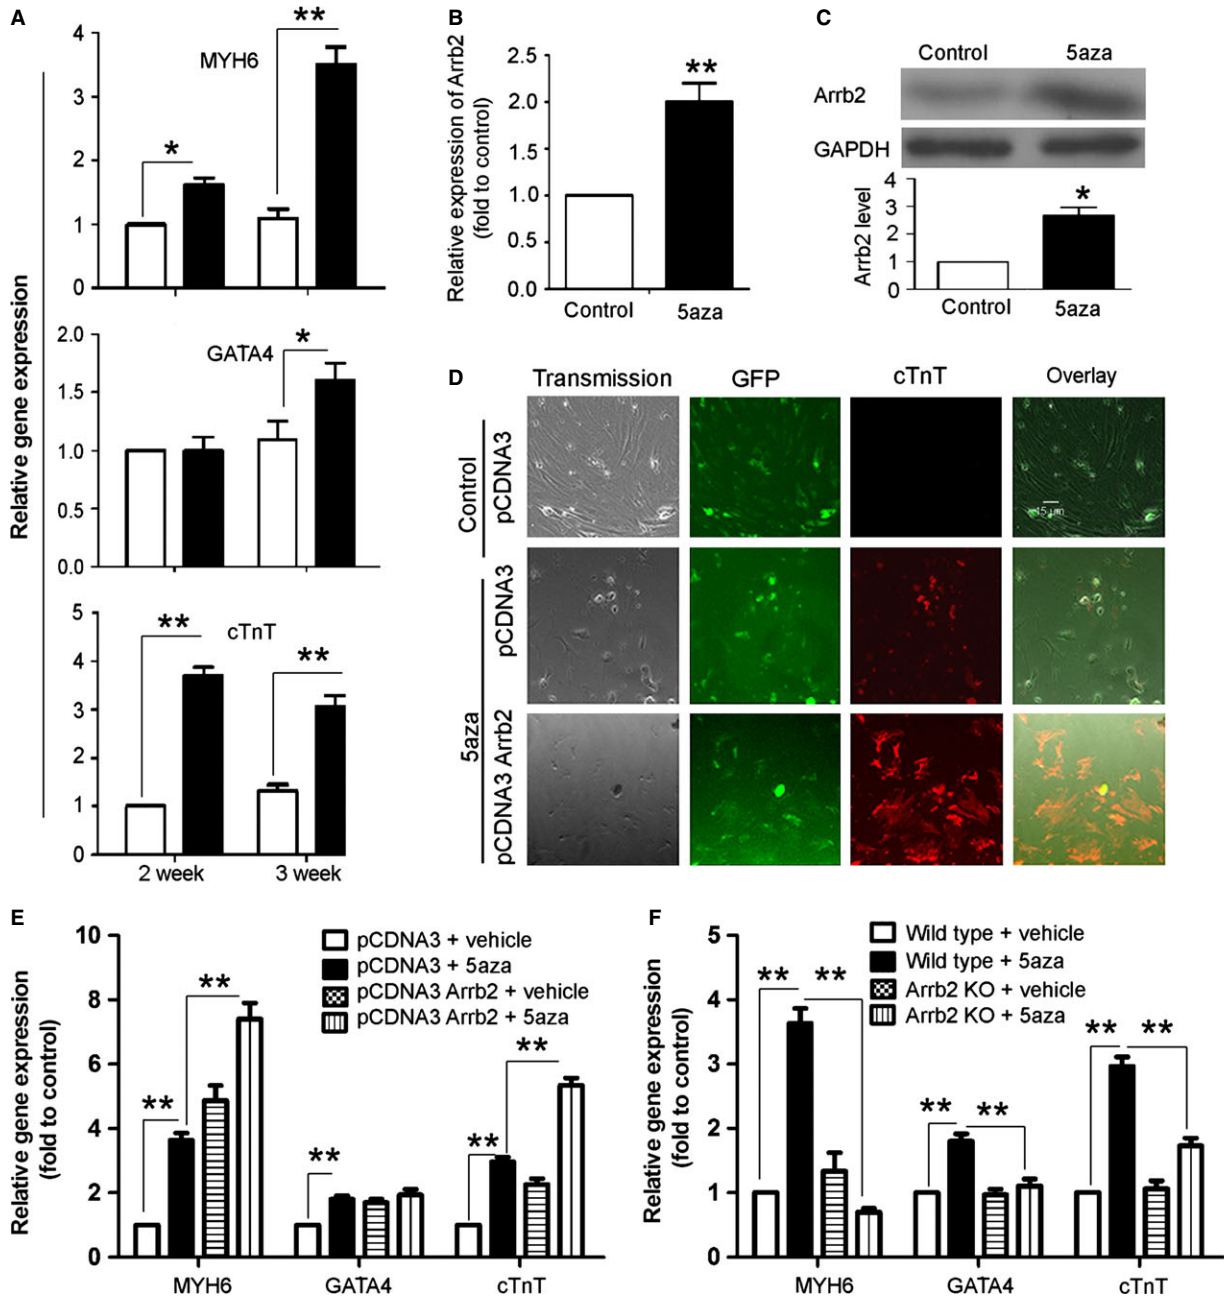 A
Relative gene expression
MYH6
**
*
4
3
2
1
0
GATA4
*
2.0
1.5
1.0
0.5
0.0
cTnT
**
**
5
4
3
2
1
0
2 week
3 week
B
Relative expression of Arrb2
(fold to control)
2.5
2.0
1.5
1.0
0.5
0.0
**
Control
5aza
C
Control
5aza
Arrb2
GAPDH
Arrb2 level
4
3
2
1
0
*
Control
5aza
D
Transmission
GFP
cTnT
Overlay
Control
pCDNA3
15 µm
5aza
pCDNA3
pCDNA3 Arrb2
E
Relative gene expression
(fold to control)
10
8
6
4
2
0
pCDNA3 + vehicle
pCDNA3 + 5aza
pCDNA3 Arrb2 + vehicle
pCDNA3 Arrb2 + 5aza
**
**
**
**
**
MYH6
GATA4
cTnT
F
Relative gene expression
(fold to control)
5
4
3
2
1
0
Wild type + vehicle
Wild type + 5aza
Arrb2 KO + vehicle
Arrb2 KO + 5aza
**
**
**
**
**
**
MYH6
GATA4
cTnT